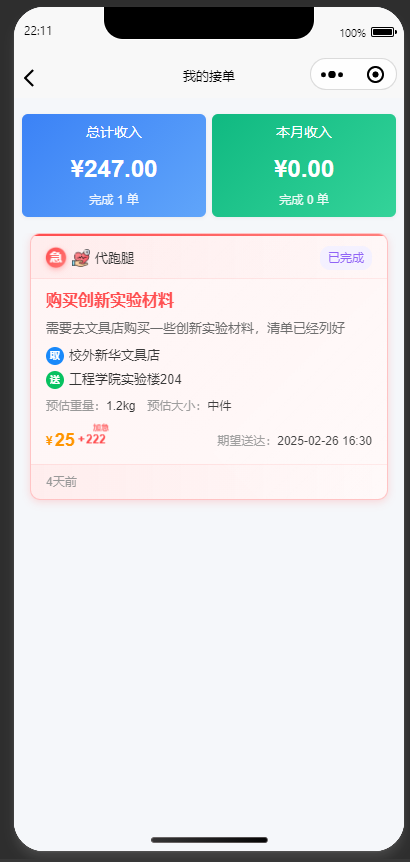 22:11
100%
我的接单
总计收入
¥247.00
完成 1 单
本月收入
¥0.00
完成 0 单
急 代跑腿
已完成
购买创新实验材料
需要去文具店购买一些创新实验材料，清单已经列好
取 校外新华文具店
送 工程学院实验楼204
预估重量：1.2kg 预估大小：中件
加急
¥25+222
期望送达：2025-02-26 16:30
4天前